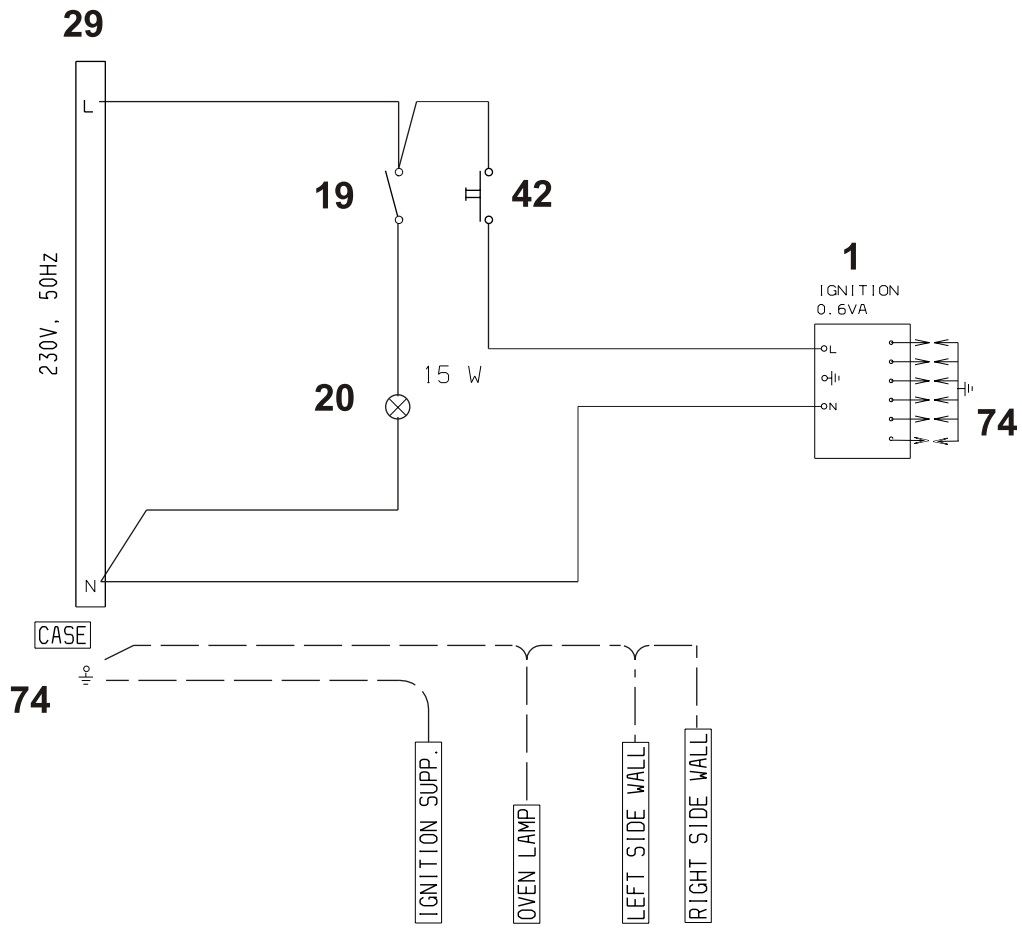 29
L
19
42
1
IGNITION
0.6VA
230V, 50Hz
L
15 W
20
N
74
N
CASE
74
IGNITION SUPP.
OVEN LAMP
LEFT SIDE WALL
RIGHT SIDE WALL